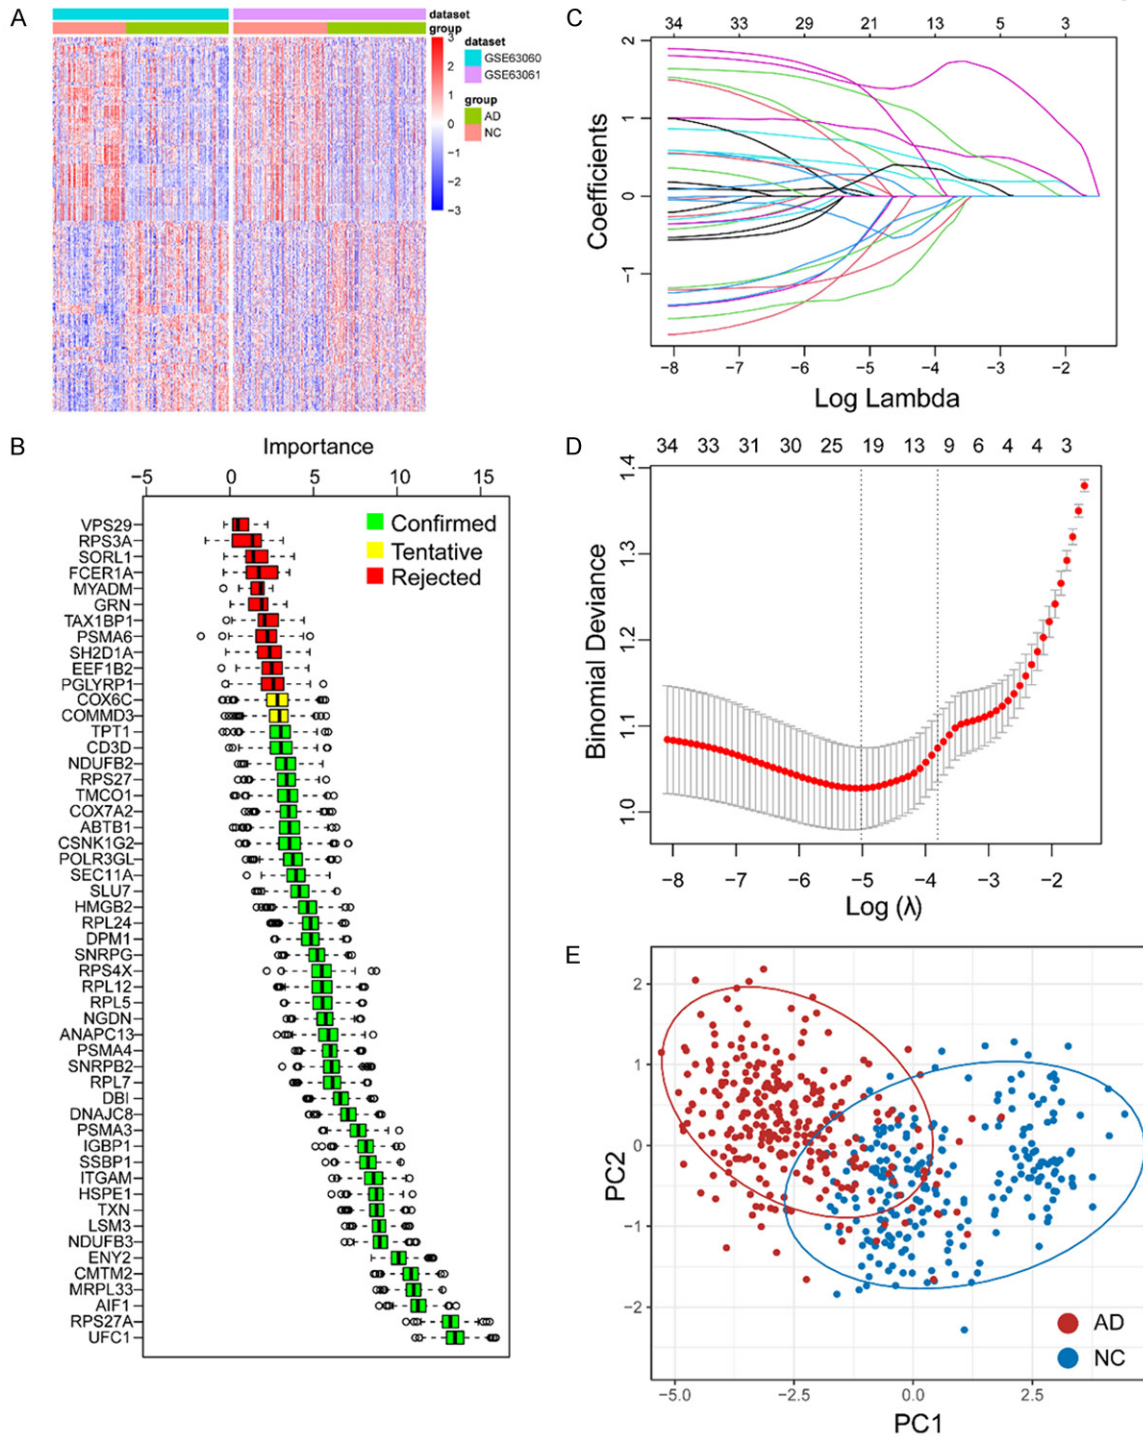 A
dataset
group
3
2
1
0
−1
−2
−3
dataset
GSE63060
GSE63061
group
AD
NC
B
Importance
−5 0 5 10 15
Confirmed
Tentative
Rejected
VPS29
RPS3A
SORL1
FCER1A
MYADM
GRN
TAX1BP1
PSMA6
SH2D1A
EEF1B2
PGLYRP1
COX6C
COMMD3
TPT1
CD3D
NDUFB2
RPS27
TMCO1
COX7A2
ABTB1
CSNK1G2
POLR3GL
SEC11A
SLU7
HMGB2
RPL24
DPM1
SNRPG
RPS4X
RPL12
RPL5
NGDN
ANAPC13
PSMA4
SNRPB2
RPL7
DBI
DNAJC8
PSMA3
IGBP1
SSBP1
ITGAM
HSPE1
TXN
LSM3
NDUFB3
ENY2
CMTM2
MRPL33
AIF1
RPS27A
UFC1
C
34 33 29 21 13 5 3
Coefficients
2
1
0
−1
−8 −7 −6 −5 −4 −3 −2
Log Lambda
D
34 33 31 30 25 19 13 9 6 4 4 3
Binomial Deviance
1.4
1.3
1.2
1.1
1.0
−8 −7 −6 −5 −4 −3 −2
Log (λ)
E
PC2
2
1
0
−1
−2
AD
NC
−5.0 −2.5 0.0 2.5
PC1